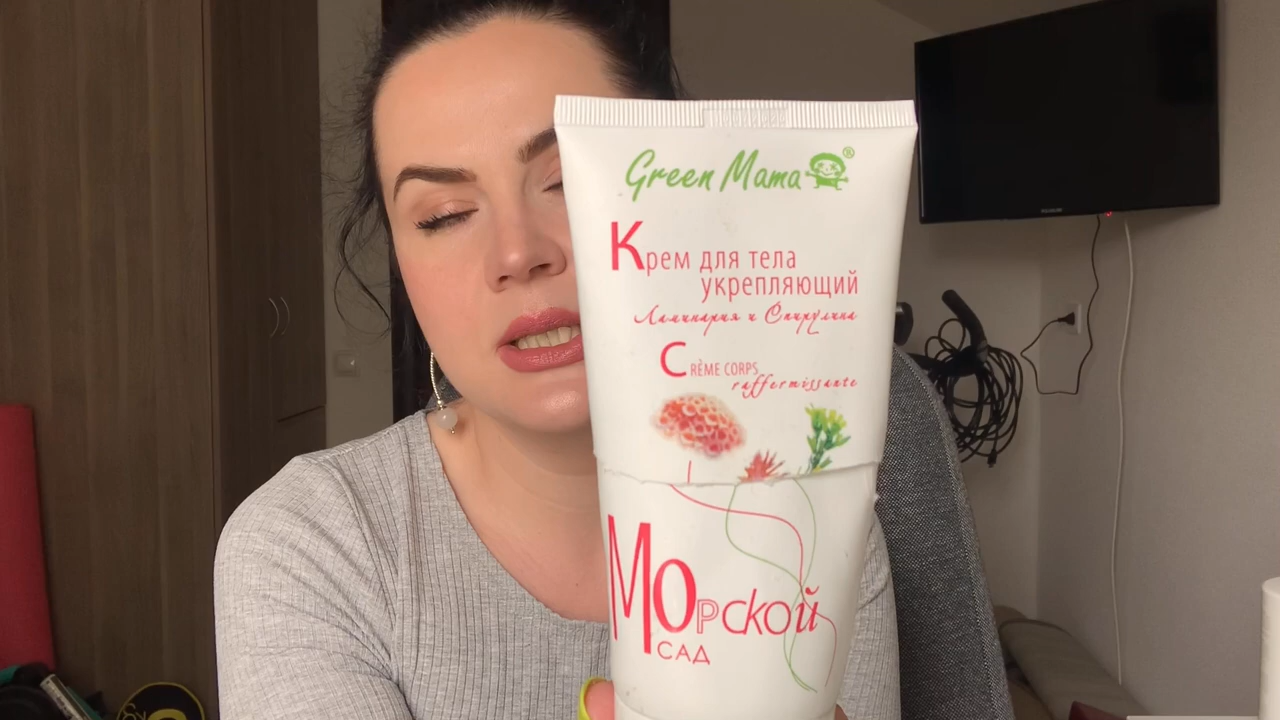 Green Mama®
Крем для тела
укрепляющий
Ламинария и Спирулина
CRÈME CORPS
raffermissante
Морской
САД